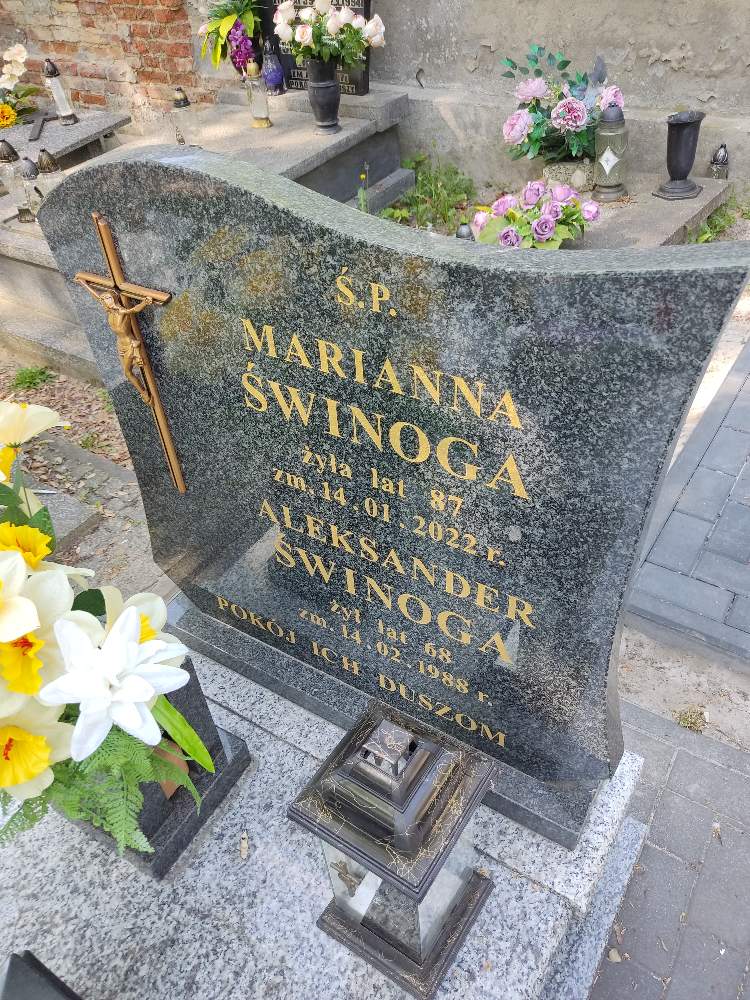 Ś.P.
MARIANNA
ŚWINOGA
żyła lat 87
zm. 14.01.2022 r.
ALEKSANDER
ŚWINOGA
żył lat 68
zm. 14.02.1988 r.
POKÓJ ICH DUSZOM